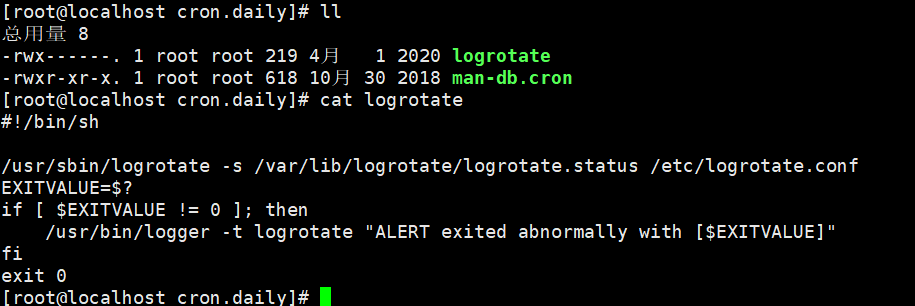 [root@localhost cron.daily]# ll
总用量 8
-rwx------. 1 root root 219 4月   1 2020 logrotate
-rwxr-xr-x. 1 root root 618 10月 30 2018 man-db.cron
[root@localhost cron.daily]# cat logrotate
#!/bin/sh

/usr/sbin/logrotate -s /var/lib/logrotate/logrotate.status /etc/logrotate.conf
EXITVALUE=$?
if [ $EXITVALUE != 0 ]; then
    /usr/bin/logger -t logrotate "ALERT exited abnormally with [$EXITVALUE]"
fi
exit 0
[root@localhost cron.daily]#